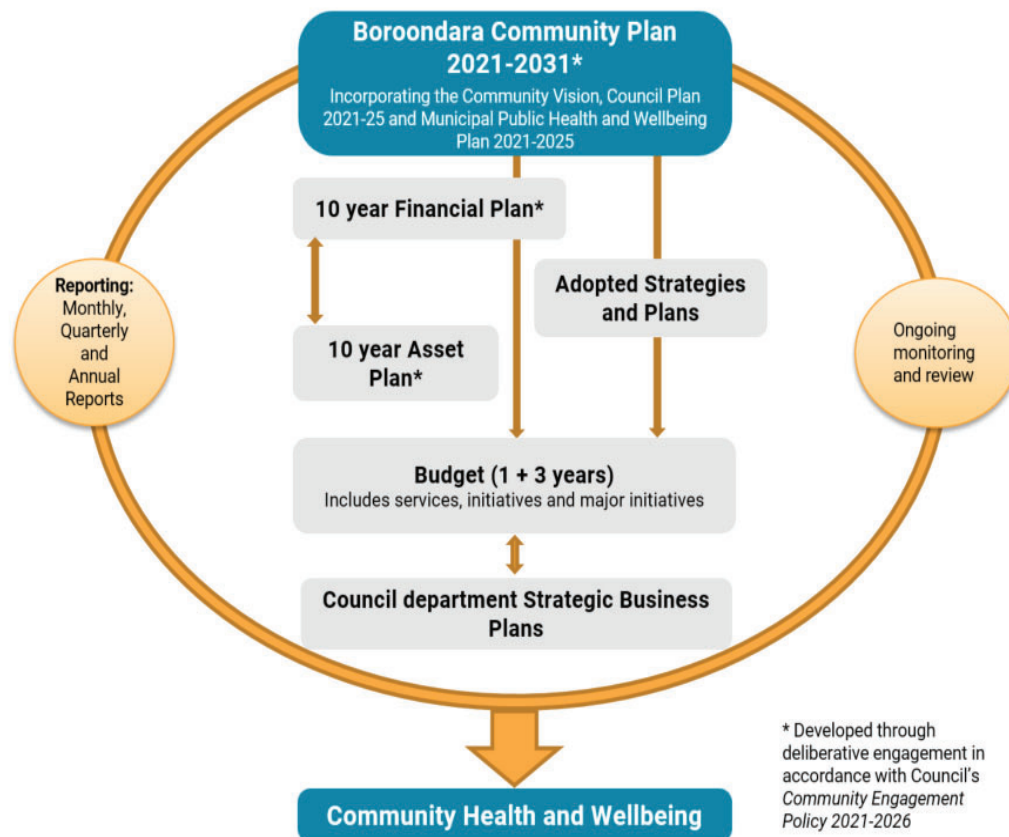 Boroondara Community Plan
2021-2031*
Incorporating the Community Vision, Council Plan
2021-25 and Municipal Public Health and Wellbeing
Plan 2021-2025
10 year Financial Plan*
Adopted Strategies
and Plans
10 year Asset
Plan*
Reporting:
Monthly,
Quarterly
and
Annual
Reports
Ongoing
monitoring
and review
Budget (1 + 3 years)
Includes services, initiatives and major initiatives
Council department Strategic Business
Plans
Community Health and Wellbeing
* Developed through
deliberative engagement in
accordance with Council's
Community Engagement
Policy 2021-2026